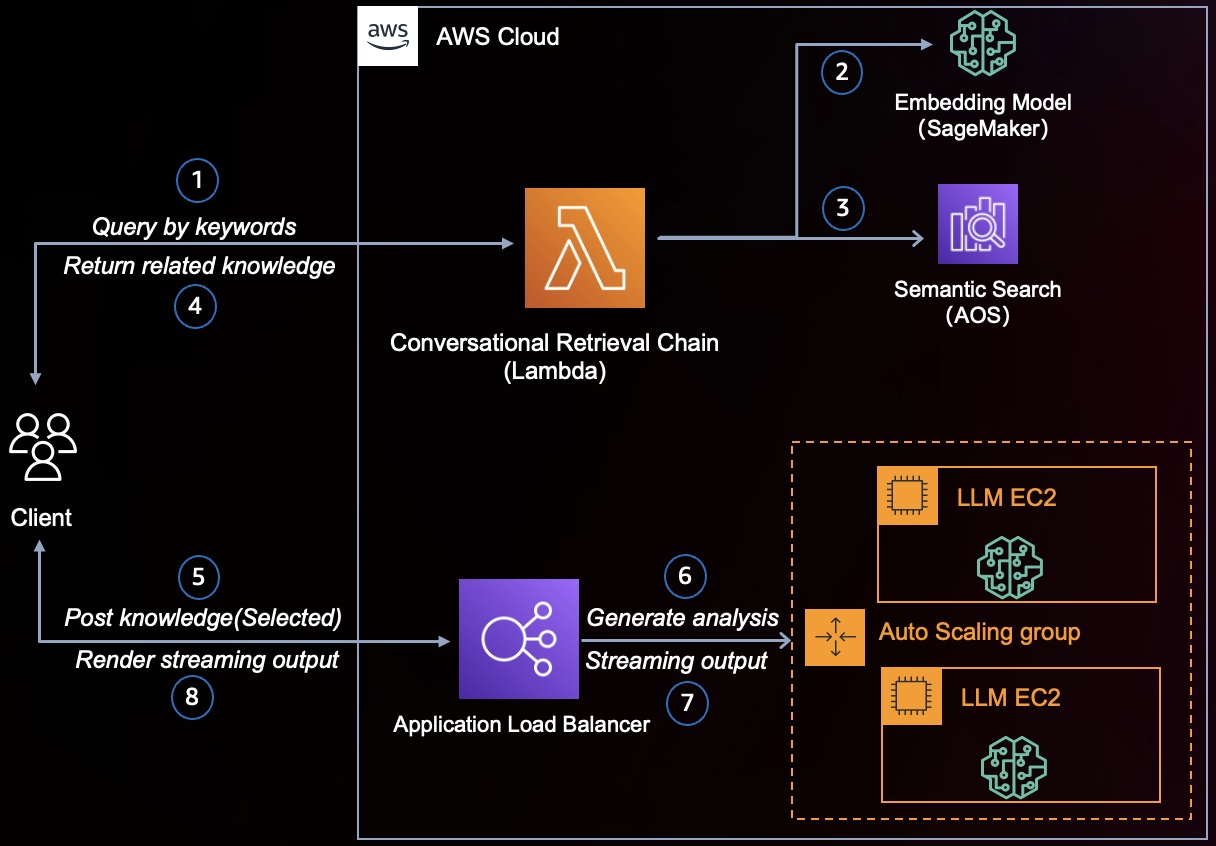 aws
AWS Cloud
2
Embedding Model
(SageMaker)
1
Query by keywords
Return related knowledge
4
3
Semantic Search
(AOS)
Conversational Retrieval Chain
(Lambda)
Client
5
Post knowledge(Selected)
Render streaming output
8
Application Load Balancer
6
Generate analysis
Streaming output
7
LLM EC2
Auto Scaling group
LLM EC2